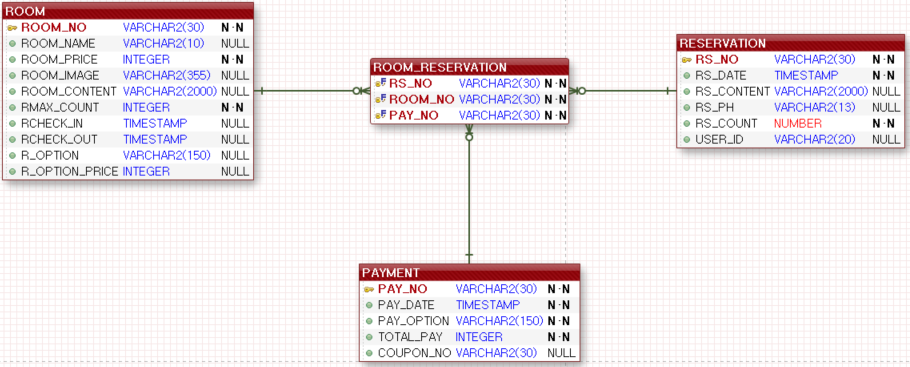 ROOM
ROOM_NO VARCHAR2(30) N·N
ROOM_NAME VARCHAR2(10) NULL
ROOM_PRICE INTEGER N·N
ROOM_IMAGE VARCHAR2(355) NULL
ROOM_CONTENT VARCHAR2(2000) NULL
RMAX_COUNT INTEGER N·N
RCHECK_IN TIMESTAMP NULL
RCHECK_OUT TIMESTAMP NULL
R_OPTION VARCHAR2(150) NULL
R_OPTION_PRICE INTEGER NULL
ROOM_RESERVATION
F RS_NO VARCHAR2(30) N·N
F ROOM_NO VARCHAR2(30) N·N
F PAY_NO VARCHAR2(30) N·N
RESERVATION
RS_NO VARCHAR2(30) N·N
RS_DATE TIMESTAMP N·N
RS_CONTENT VARCHAR2(2000) NULL
RS_PH VARCHAR2(13) NULL
RS_COUNT NUMBER N·N
USER_ID VARCHAR2(20) NULL
PAYMENT
PAY_NO VARCHAR2(30) N·N
PAY_DATE TIMESTAMP N·N
PAY_OPTION VARCHAR2(150) N·N
TOTAL_PAY INTEGER N·N
COUPON_NO VARCHAR2(30) NULL